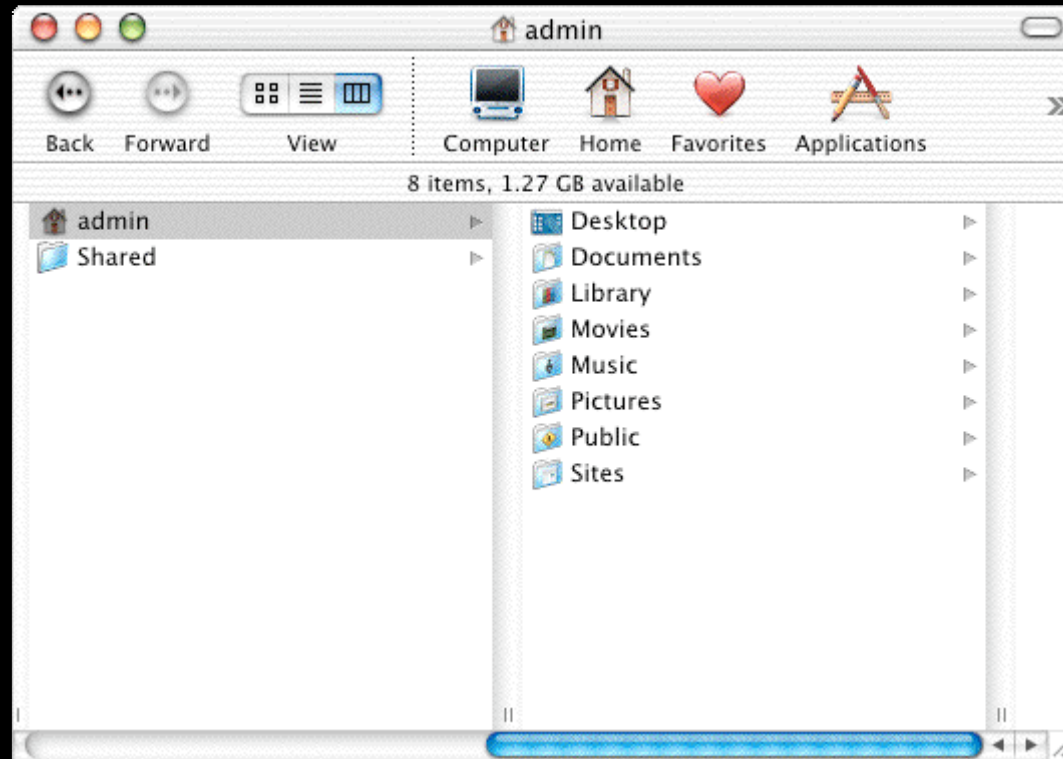 admin
Back Forward View Computer Home Favorites Applications
8 items, 1.27 GB available
admin
Shared
Desktop
Documents
Library
Movies
Music
Pictures
Public
Sites